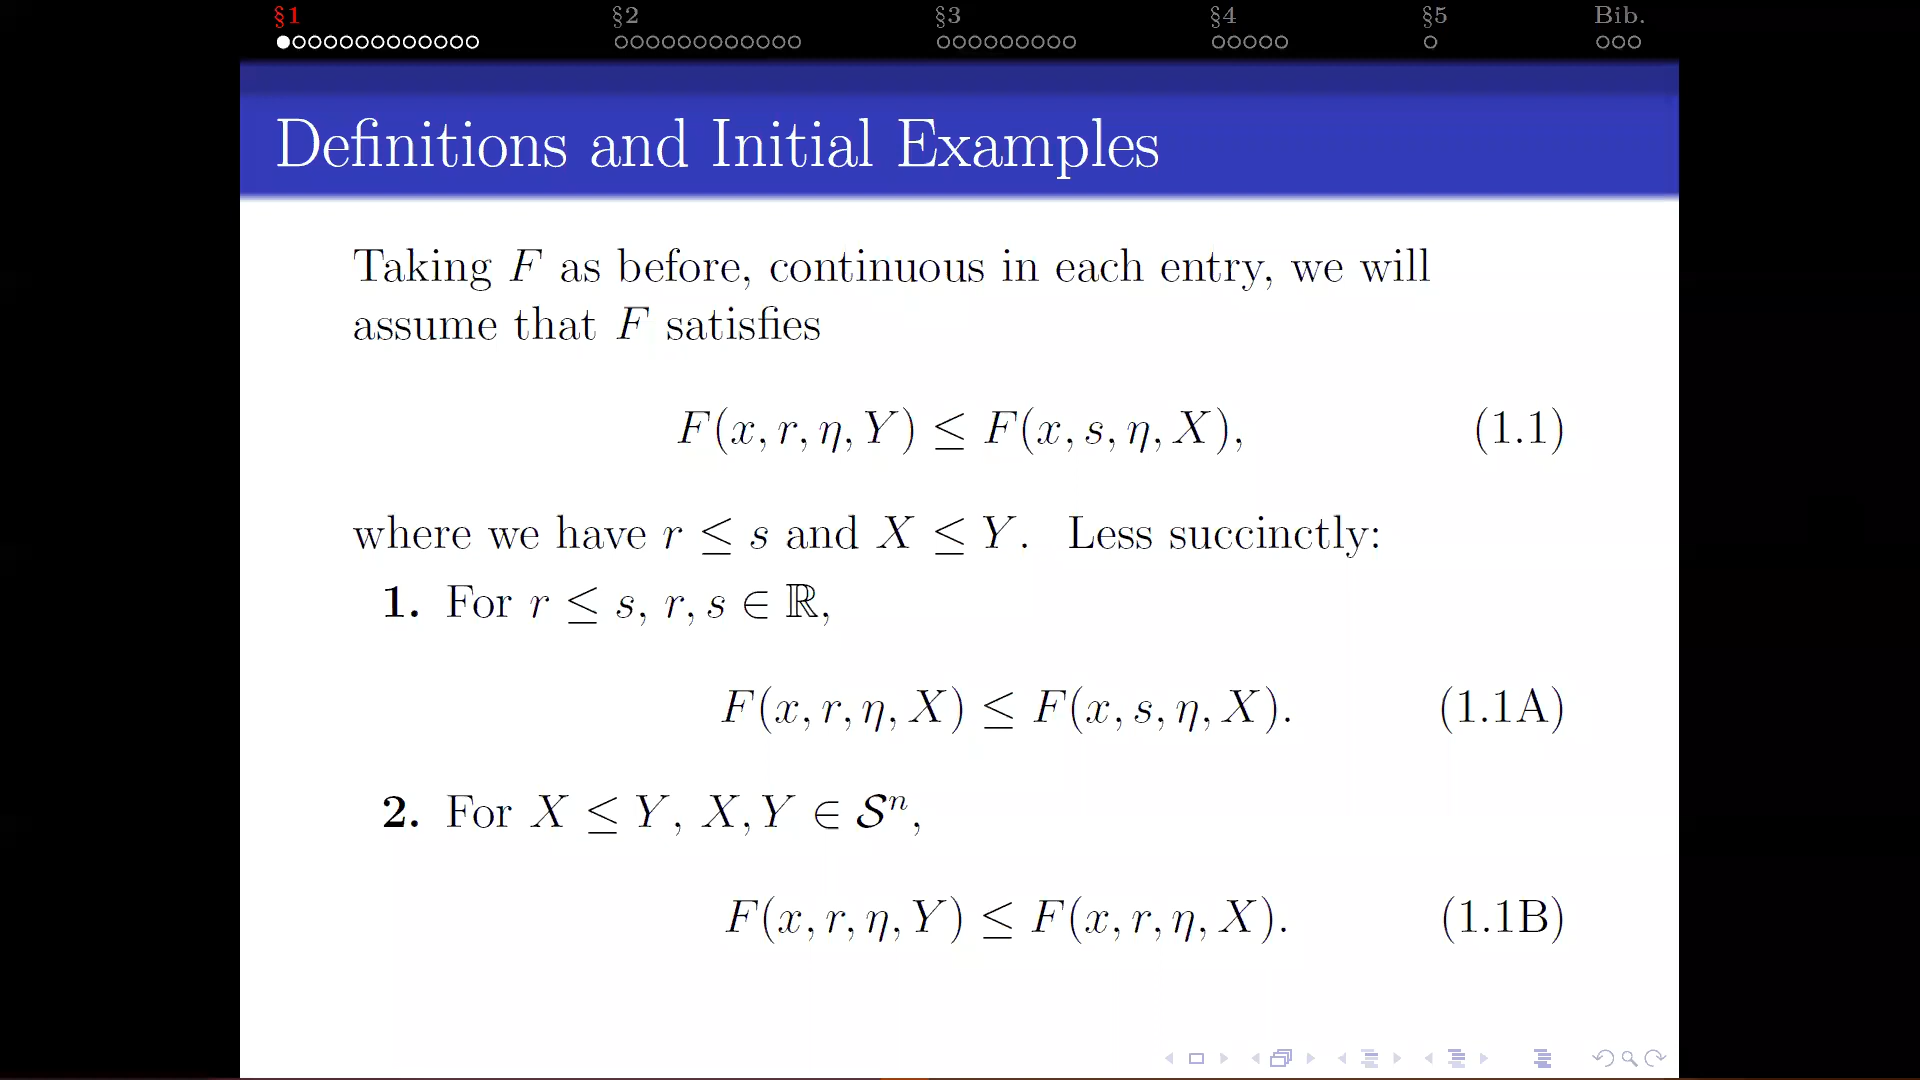 §1 §2 §3 §4 §5 Bib.
Definitions and Initial Examples
Taking F as before, continuous in each entry, we will
assume that F satisfies
F(x, r, η, Y) ≤ F(x, s, η, X), (1.1)
where we have r ≤ s and X ≤ Y. Less succinctly:
1. For r ≤ s, r, s ∈ ℝ,
F(x, r, η, X) ≤ F(x, s, η, X). (1.1A)
2. For X ≤ Y, X, Y ∈ 𝒮ⁿ,
F(x, r, η, Y) ≤ F(x, r, η, X). (1.1B)